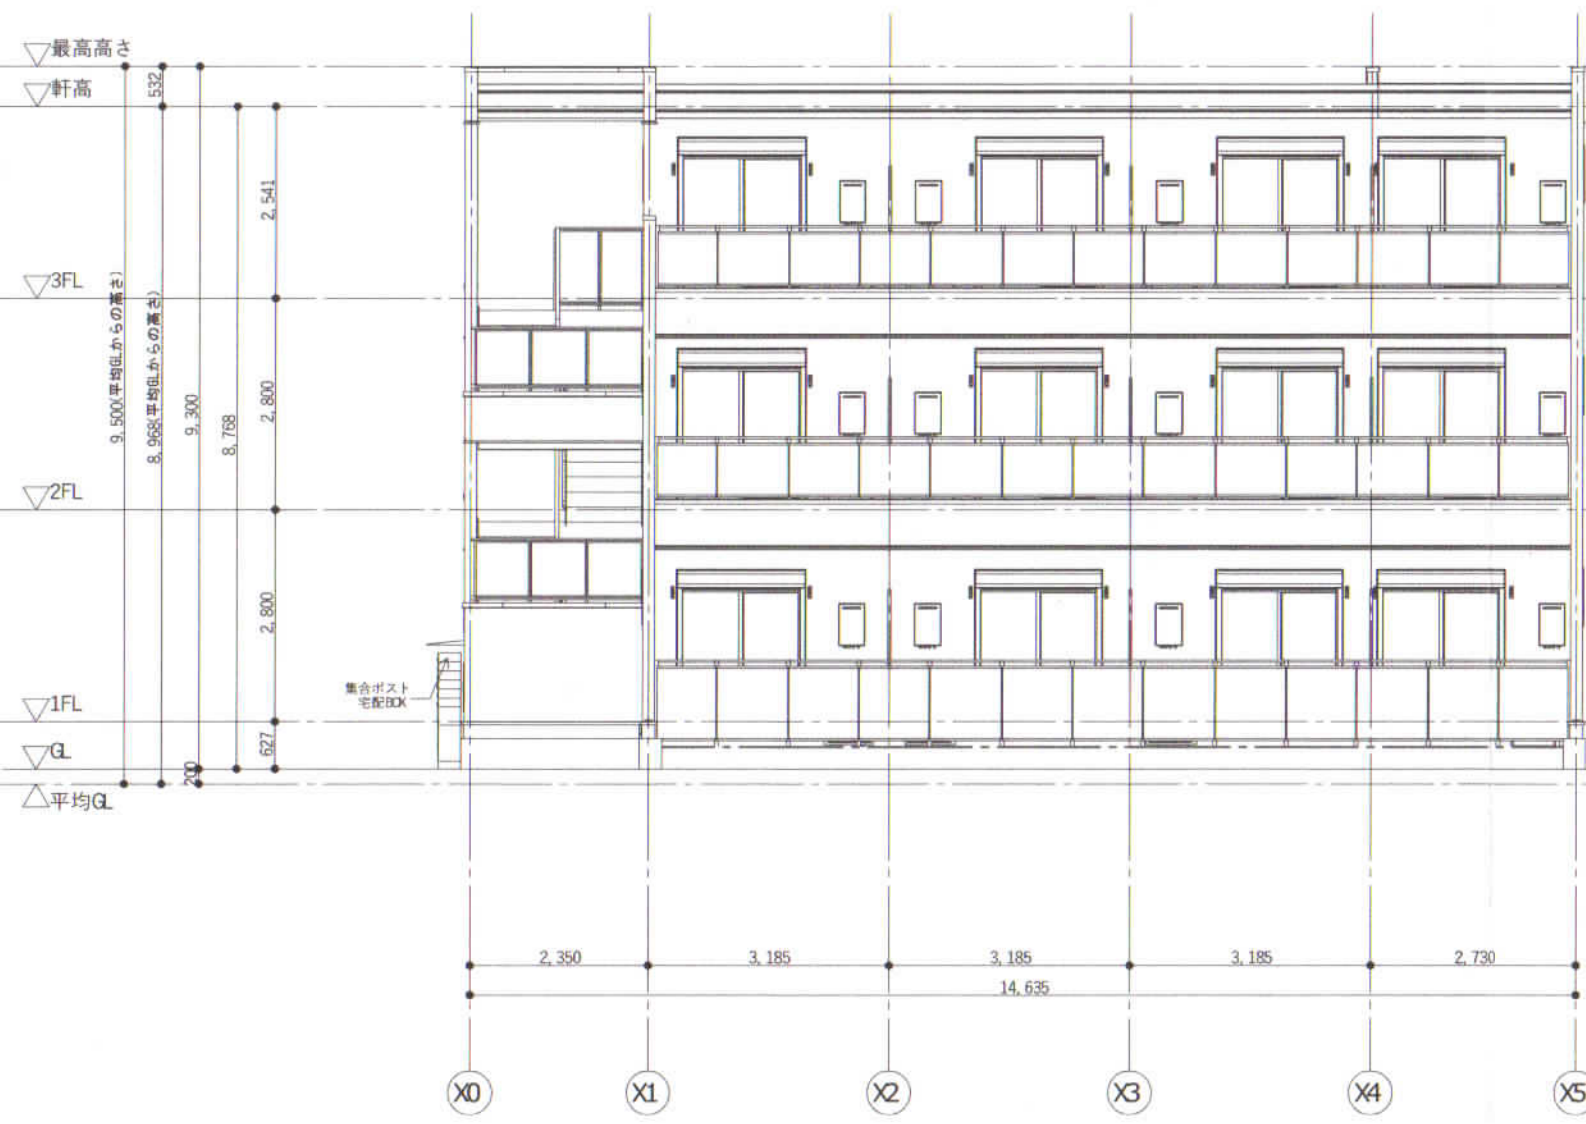 最高高さ
軒高
532
2,541
3FL
9,500(平均GLからの高さ)
8,968(平均GLからの高さ)
9,300
8,768
2,800
2FL
2,800
集合ポスト
宅配BOX
1FL
GL
627
200
平均GL
2,350
3,185
3,185
3,185
2,730
14,635
X0
X1
X2
X3
X4
X5